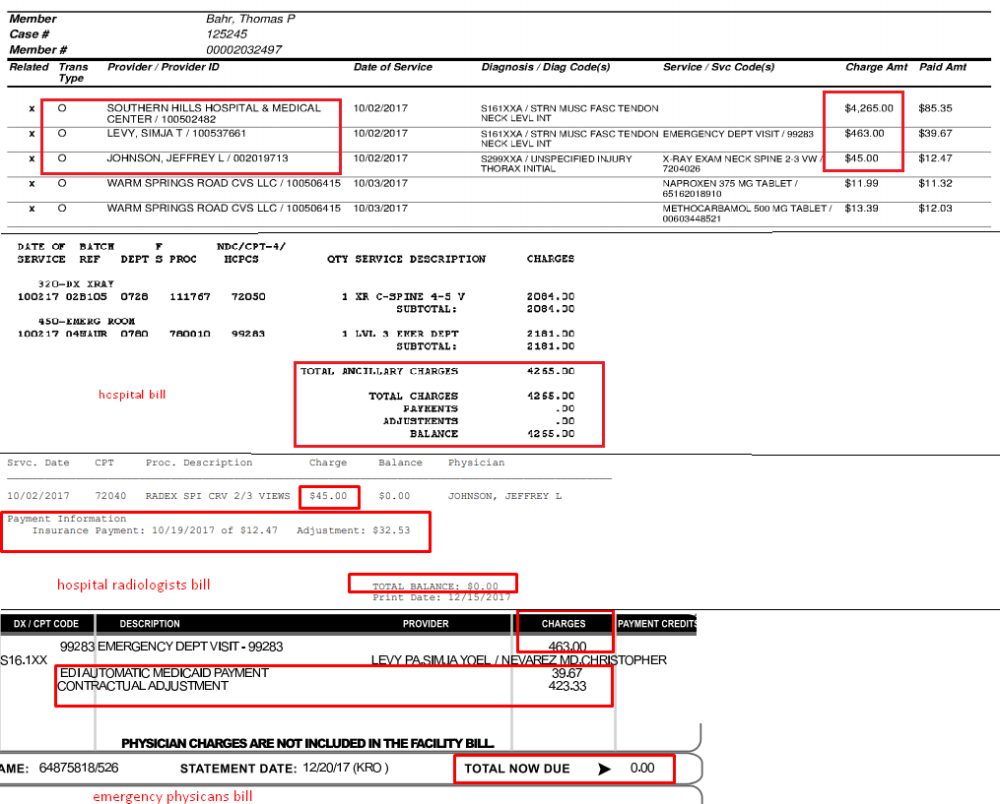 Member Bahr, Thomas P
Case # 125245
Member # 00002032497
Related Trans Type Provider / Provider ID Date of Service Diagnosis / Diag Code(s) Service / Svc Code(s) Charge Amt Paid Amt
x O SOUTHERN HILLS HOSPITAL & MEDICAL 10/02/2017 S161XXA / STRN MUSC FASC TENDON $4,265.00 $85.35
CENTER / 100502482 NECK LEVL INT
x O LEVY, SIMJA T / 100537661 10/02/2017 S161XXA / STRN MUSC FASC TENDON EMERGENCY DEPT VISIT / 99283 $463.00 $39.67
NECK LEVL INT
x O JOHNSON, JEFFREY L / 002019713 10/02/2017 S299XXA / UNSPECIFIED INJURY X-RAY EXAM NECK SPINE 2-3 VW / $45.00 $12.47
THORAX INITIAL 7204026
x O WARM SPRINGS ROAD CVS LLC / 100506415 10/03/2017 NAPROXEN 375 MG TABLET / $11.99 $11.32
65162018910
x O WARM SPRINGS ROAD CVS LLC / 100506415 10/03/2017 METHOCARBAMOL 500 MG TABLET / $13.39 $12.03
00603448521
DATE OF BATCH F NDC/CPT-4/
SERVICE REF DEPT S PROC HCPCS QTY SERVICE DESCRIPTION CHARGES
320-DX XRAY
100217 02B105 0728 111767 72050 1 XR C-SPINE 4-5 V 2084.00
SUBTOTAL: 2084.00
450-EMERG ROOM
100217 04MAUR 0780 780010 99283 1 LVL 3 EMER DEPT 2181.00
SUBTOTAL: 2181.00
TOTAL ANCILLARY CHARGES 4265.00
hospital bill
TOTAL CHARGES 4265.00
PAYMENTS .00
ADJUSTMENTS .00
BALANCE 4265.00
Srvc. Date CPT Proc. Description Charge Balance Physician
10/02/2017 72040 RADEX SPI CRV 2/3 VIEWS $45.00 $0.00 JOHNSON, JEFFREY L
Payment Information
Insurance Payment: 10/19/2017 of $12.47 Adjustment: $32.53
hospital radiologists bill
TOTAL BALANCE: $0.00
Print Date: 12/15/2017
DX / CPT CODE DESCRIPTION PROVIDER CHARGES PAYMENT CREDITS
99283 EMERGENCY DEPT VISIT - 99283 463.00
S16.1XX LEVY PA.SIMJA YOEL / NEVAREZ MD.CHRISTOPHER
EDI AUTOMATIC MEDICAID PAYMENT 39.67
CONTRACTUAL ADJUSTMENT 423.33
PHYSICIAN CHARGES ARE NOT INCLUDED IN THE FACILITY BILL.
AME: 64875818/526 STATEMENT DATE: 12/20/17 (KRO ) TOTAL NOW DUE 0.00
emergency physicans bill